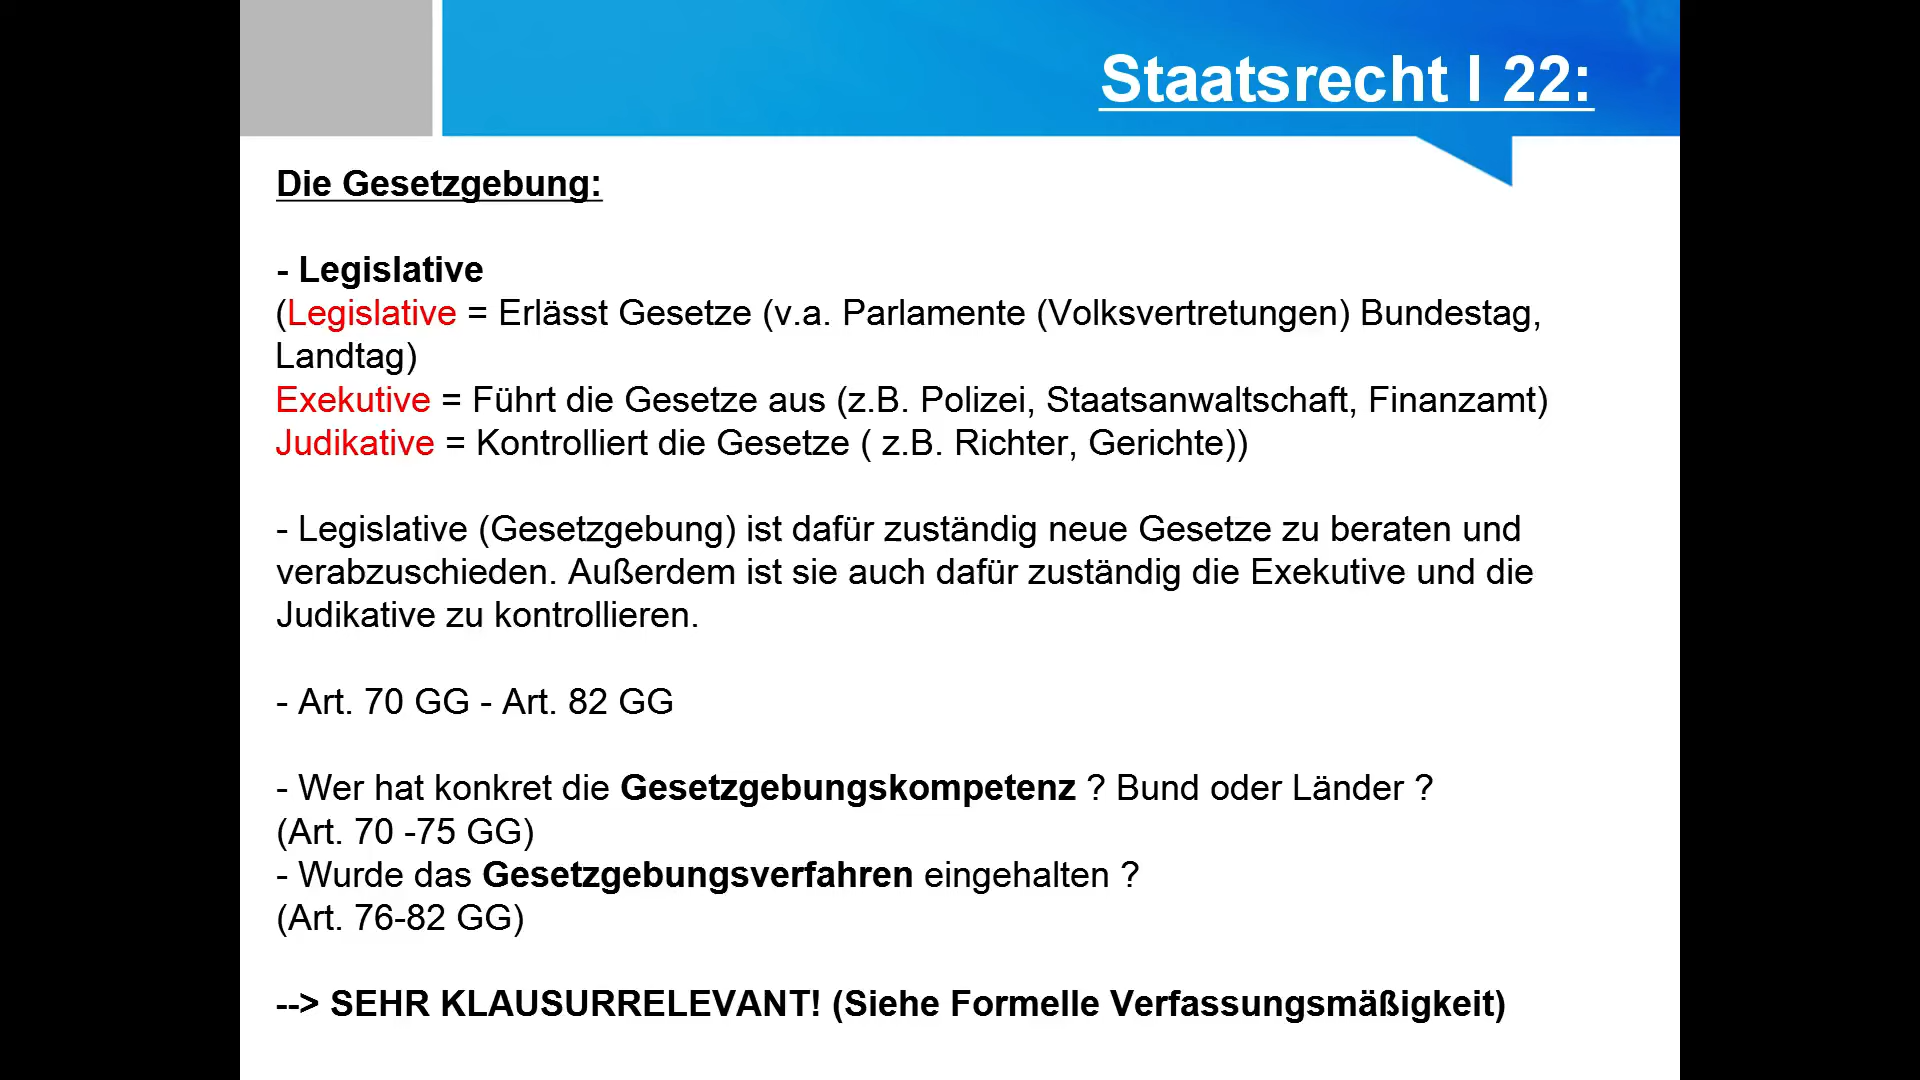 Staatsrecht I 22:
Die Gesetzgebung:
- Legislative
(Legislative = Erlässt Gesetze (v.a. Parlamente (Volksvertretungen) Bundestag,
Landtag)
Exekutive = Führt die Gesetze aus (z.B. Polizei, Staatsanwaltschaft, Finanzamt)
Judikative = Kontrolliert die Gesetze ( z.B. Richter, Gerichte))
- Legislative (Gesetzgebung) ist dafür zuständig neue Gesetze zu beraten und
verabzuschieden. Außerdem ist sie auch dafür zuständig die Exekutive und die
Judikative zu kontrollieren.
- Art. 70 GG - Art. 82 GG
- Wer hat konkret die Gesetzgebungskompetenz ? Bund oder Länder ?
(Art. 70 -75 GG)
- Wurde das Gesetzgebungsverfahren eingehalten ?
(Art. 76-82 GG)
--> SEHR KLAUSURRELEVANT! (Siehe Formelle Verfassungsmäßigkeit)